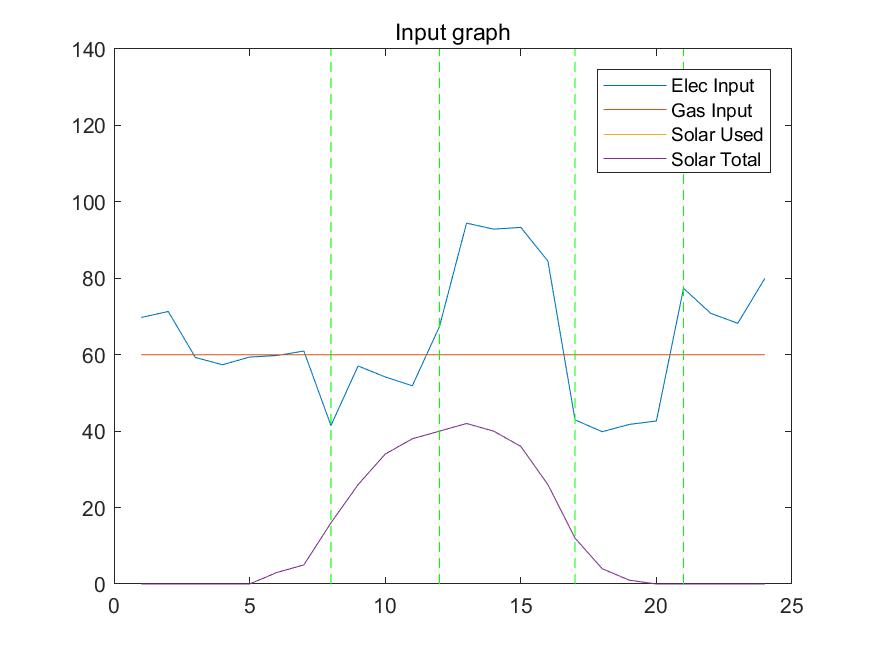 Input graph
140
120
100
80
60
40
20
0
0 5 10 15 20 25
Elec Input
Gas Input
Solar Used
Solar Total